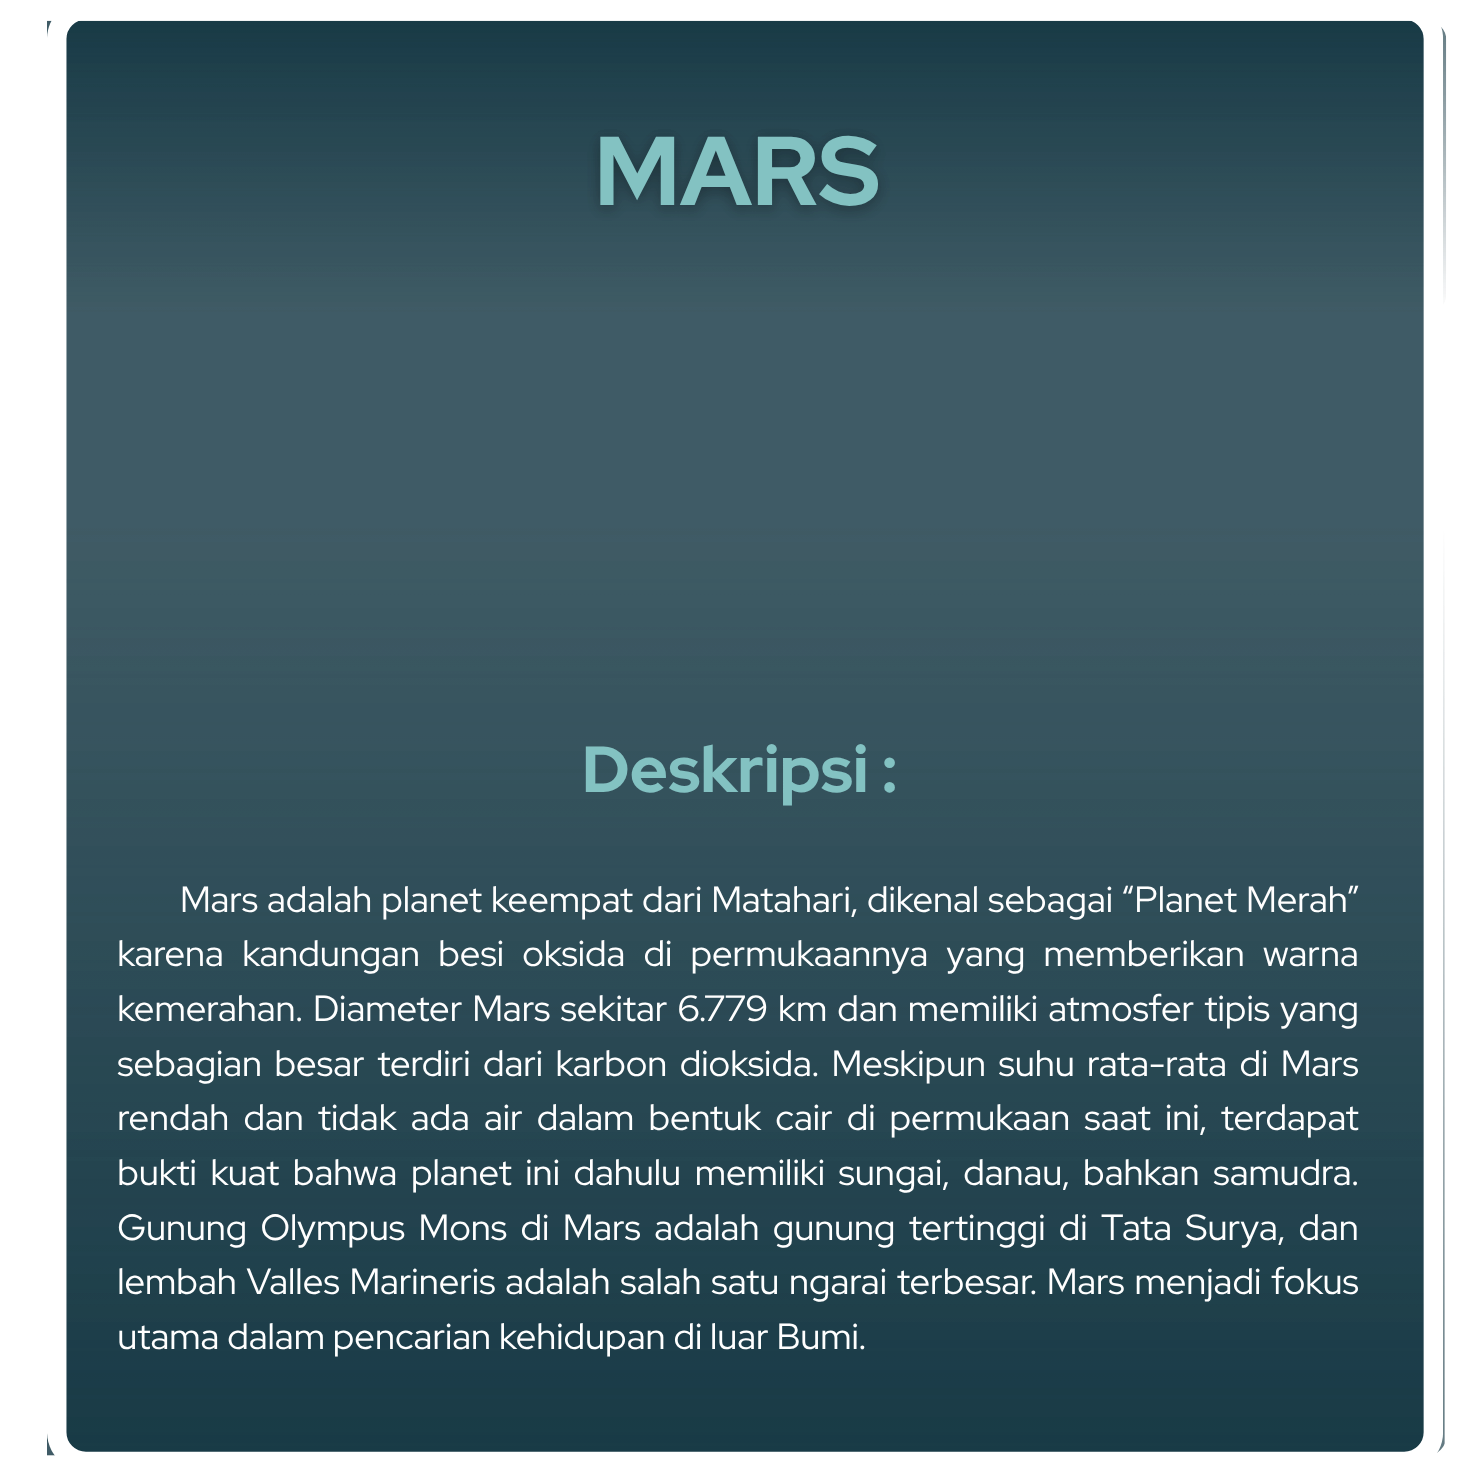 MARS
Deskripsi :
Mars adalah planet keempat dari Matahari, dikenal sebagai “Planet Merah”
karena kandungan besi oksida di permukaannya yang memberikan warna
kemerahan. Diameter Mars sekitar 6.779 km dan memiliki atmosfer tipis yang
sebagian besar terdiri dari karbon dioksida. Meskipun suhu rata-rata di Mars
rendah dan tidak ada air dalam bentuk cair di permukaan saat ini, terdapat
bukti kuat bahwa planet ini dahulu memiliki sungai, danau, bahkan samudra.
Gunung Olympus Mons di Mars adalah gunung tertinggi di Tata Surya, dan
lembah Valles Marineris adalah salah satu ngarai terbesar. Mars menjadi fokus
utama dalam pencarian kehidupan di luar Bumi.